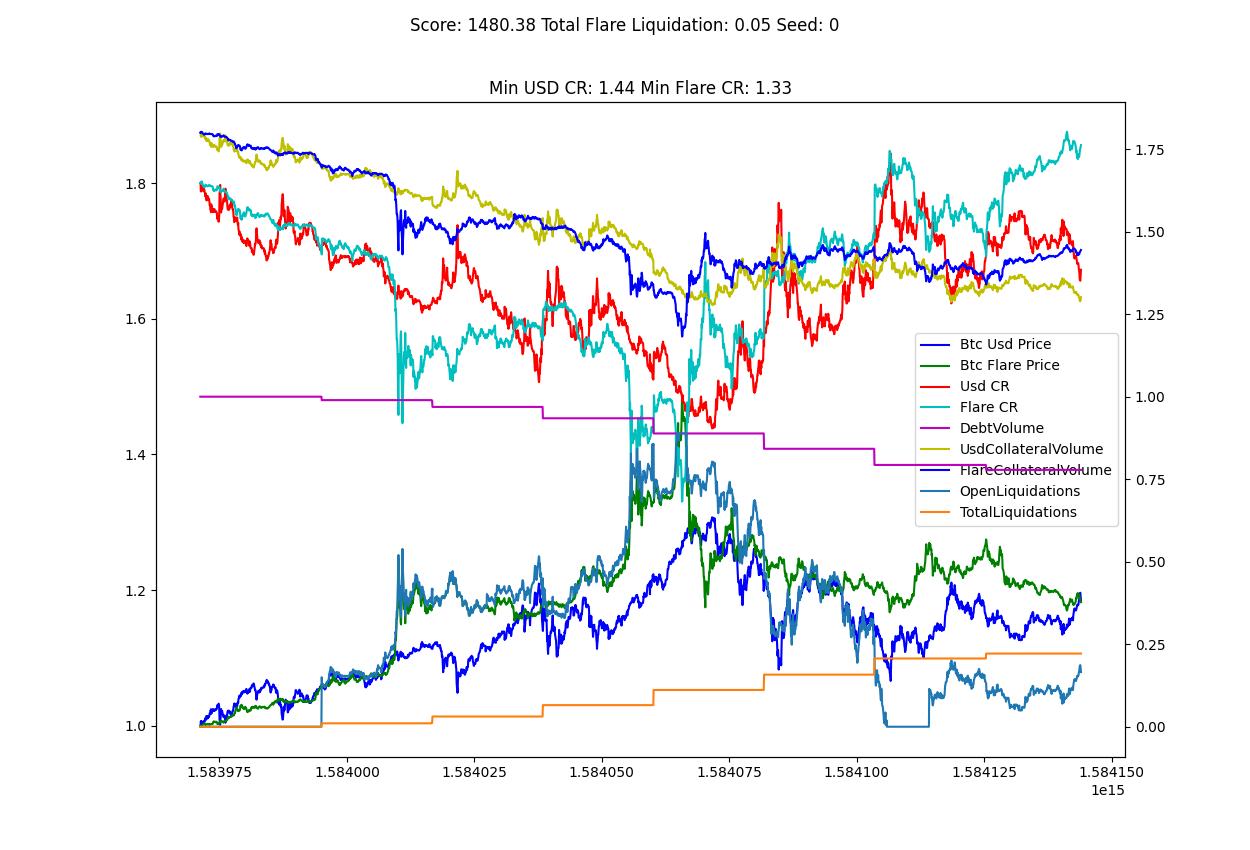 Score: 1480.38 Total Flare Liquidation: 0.05 Seed: 0
Min USD CR: 1.44 Min Flare CR: 1.33
1.8
1.6
1.4
1.2
1.0
1.75
1.50
1.25
1.00
0.75
0.50
0.25
0.00
Btc Usd Price
Btc Flare Price
Usd CR
Flare CR
DebtVolume
UsdCollateralVolume
FlareCollateralVolume
OpenLiquidations
TotalLiquidations
1.583975 1.584000 1.584025 1.584050 1.584075 1.584100 1.584125 1.584150
1e15